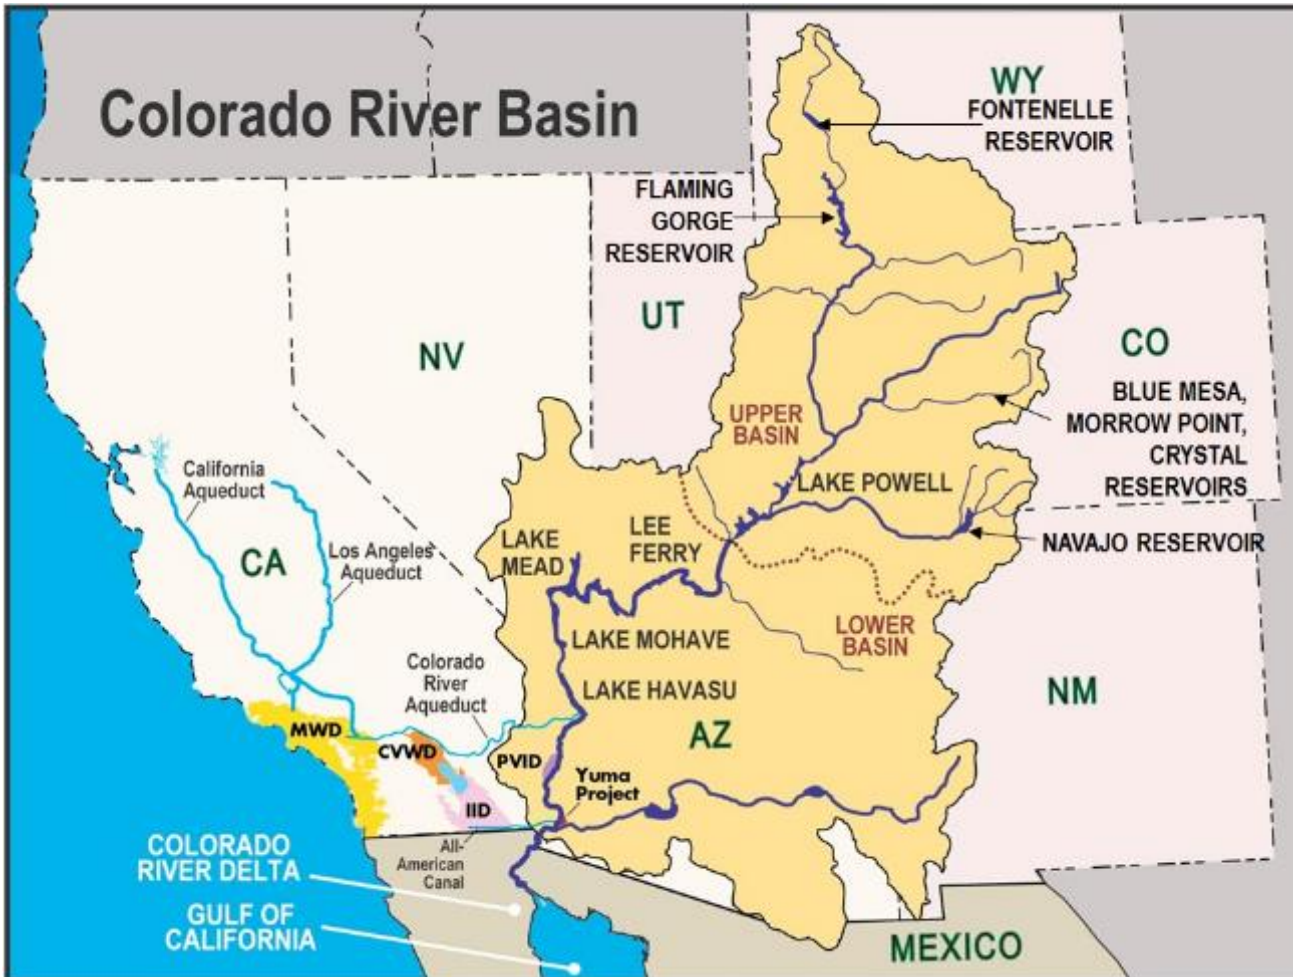 Colorado River Basin
WY
FONTENELLE
RESERVOIR
FLAMING
GORGE
RESERVOIR
UT
NV
CO
BLUE MESA,
MORROW POINT,
CRYSTAL
RESERVOIRS
UPPER
BASIN
California
Aqueduct
LAKE POWELL
LEE
FERRY
LAKE
MEAD
NAVAJO RESERVOIR
CA
Los Angeles
Aqueduct
LOWER
BASIN
LAKE MOHAVE
Colorado
River
Aqueduct
LAKE HAVASU
NM
AZ
MWD
CVWD
PVID
Yuma
Project
IID
All-
American
Canal
COLORADO
RIVER DELTA
GULF OF
CALIFORNIA
MEXICO